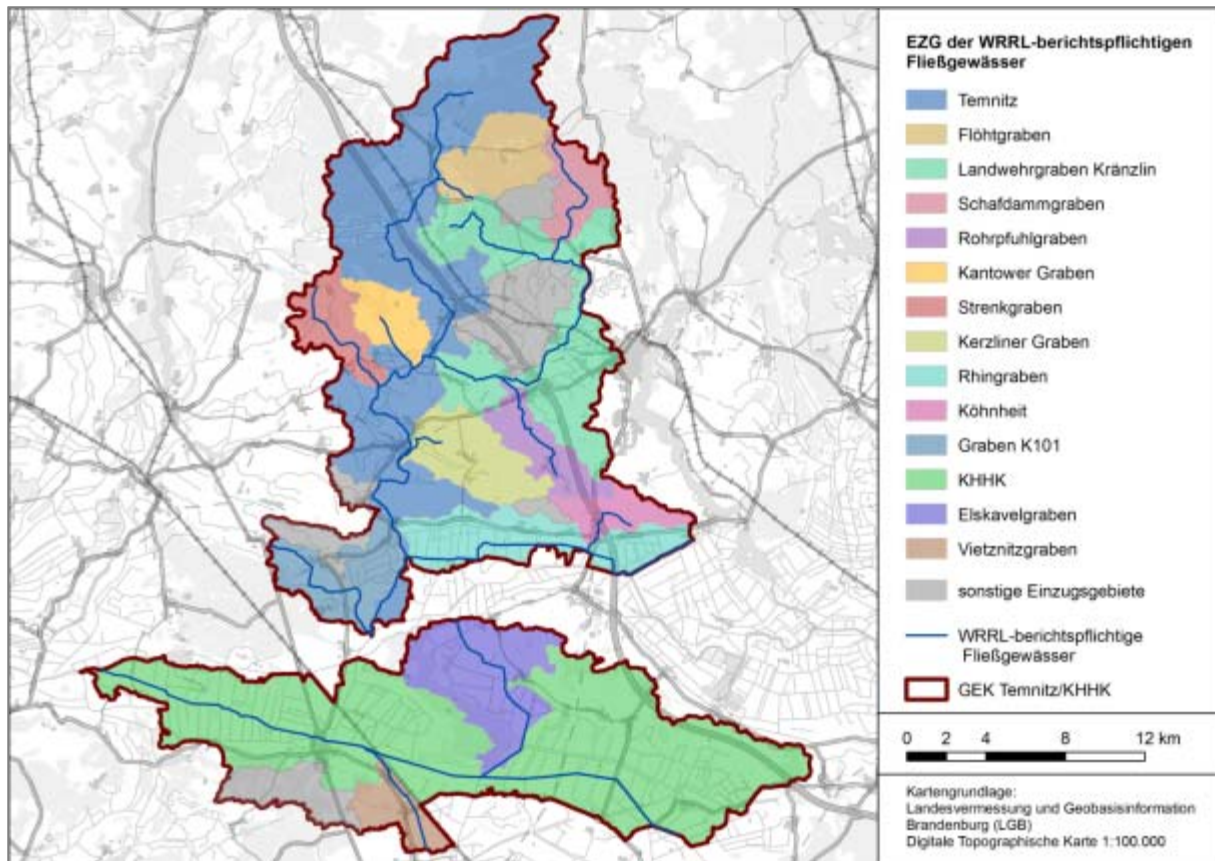 EZG der WRRL-berichtspflichtigen
Fließgewässer
Temnitz
Flöhtgraben
Landwehrgraben Kränzlin
Schafdammgraben
Rohrpfuhlgraben
Kantower Graben
Strenkgraben
Kerzliner Graben
Rhingraben
Köhnheit
Graben K101
KHHK
Elskavelgraben
Vietznitzgraben
sonstige Einzugsgebiete
WRRL-berichtspflichtige
Fließgewässer
GEK Temnitz/KHHK
0 2 4 8 12 km
Kartengrundlage:
Landesvermessung und Geobasisinformation
Brandenburg (LGB)
Digitale Topographische Karte 1:100.000